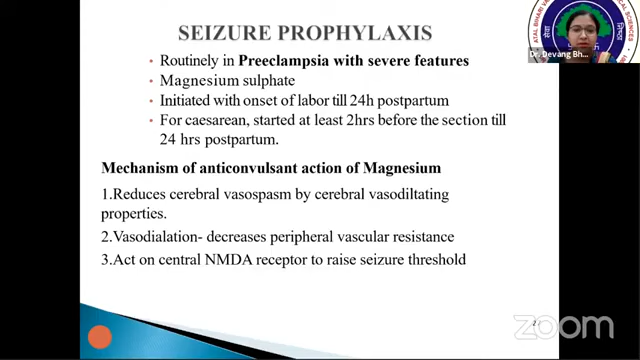 SEIZURE PROPHYLAXIS
• Routinely in Preeclampsia with severe features
• Magnesium sulphate
• Initiated with onset of labor till 24h postpartum
• For caesarean, started at least 2hrs before the section till
24 hrs postpartum.
Mechanism of anticonvulsant action of Magnesium
1.Reduces cerebral vasospasm by cerebral vasodiltating
properties.
2.Vasodialation- decreases peripheral vascular resistance
3.Act on central NMDA receptor to raise seizure threshold
ATAL BIHARI
Dr. Devang Bh...
zoom